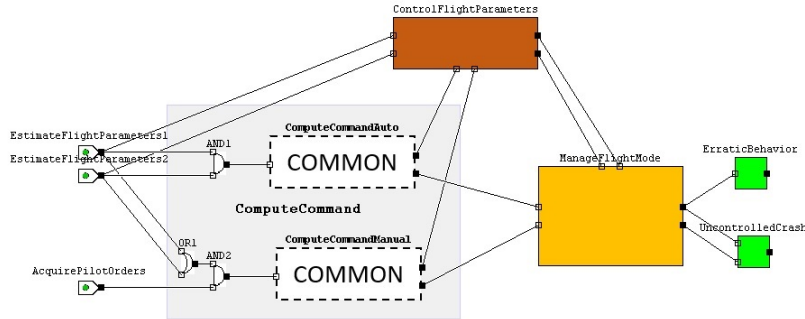 ControlFlightParameters
EstimateFlightParameters1
AND1
ComputeCommandAuto
COMMON
EstimateFlightParameters2
ManageFlightMode
ErraticBehavior
ComputeCommand
UncontrolledCrash
OR1
AND2
ComputeCommandManual
COMMON
AcquirePilotOrders